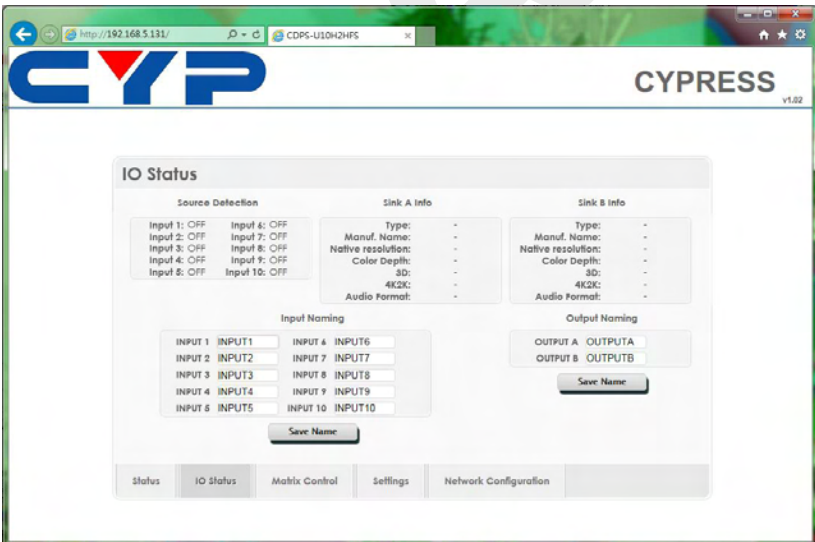 http://192.168.5.131/
CDPS-U10H2HFS
CYP
CYPRESS
v1.02
IO Status
Source Detection
Input 1: OFF Input 6: OFF
Input 2: OFF Input 7: OFF
Input 3: OFF Input 8: OFF
Input 4: OFF Input 9: OFF
Input 5: OFF Input 10: OFF
Sink A Info
Type: -
Manuf. Name: -
Native resolution: -
Color Depth: -
3D: -
4K2K: -
Audio Format: -
Sink B Info
Type: -
Manuf. Name: -
Native resolution: -
Color Depth: -
3D: -
4K2K: -
Audio Format: -
Input Naming
INPUT 1 INPUT1 INPUT 6 INPUT6
INPUT 2 INPUT2 INPUT 7 INPUT7
INPUT 3 INPUT3 INPUT 8 INPUT8
INPUT 4 INPUT4 INPUT 9 INPUT9
INPUT 5 INPUT5 INPUT 10 INPUT10
Save Name
Output Naming
OUTPUT A OUTPUTA
OUTPUT B OUTPUTB
Save Name
Status IO Status Matrix Control Settings Network Configuration